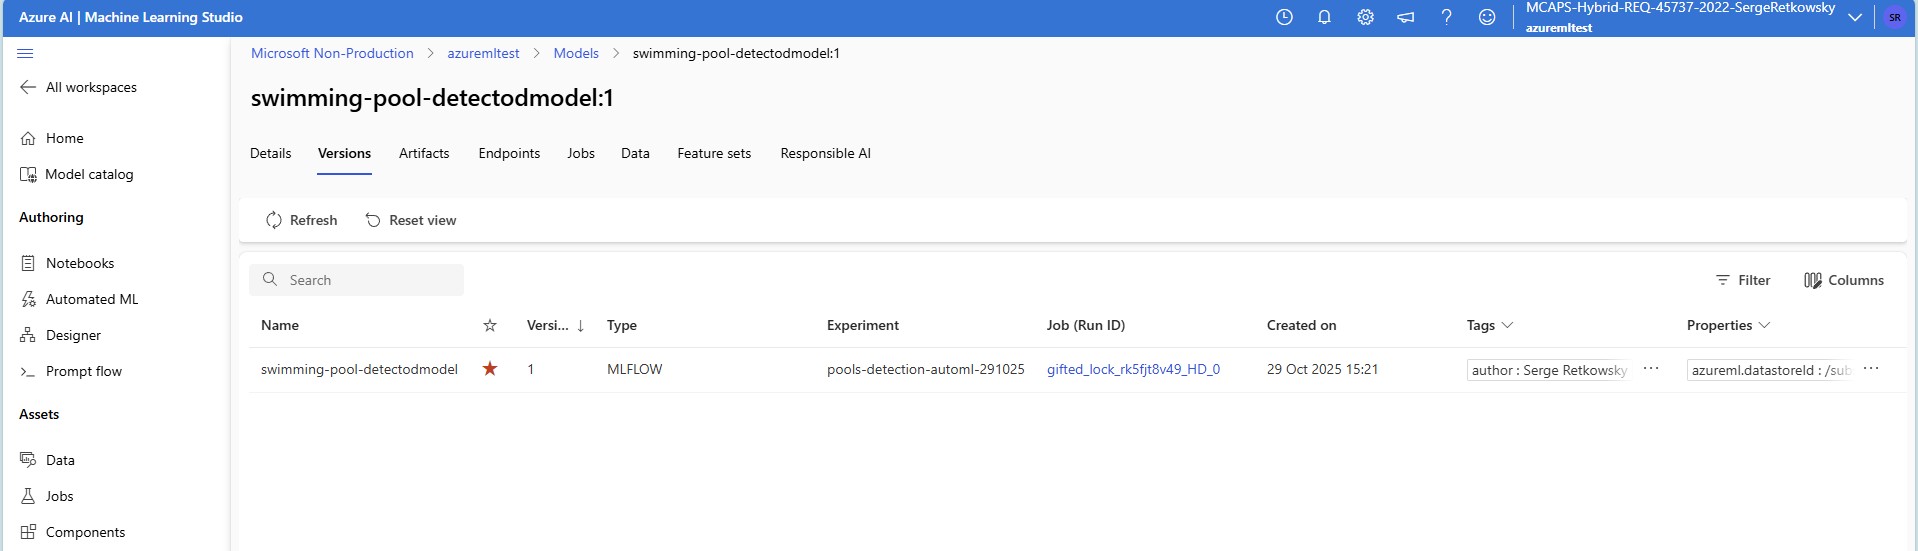 Azure AI | Machine Learning Studio
MCAPS-Hybrid-REQ-45737-2022-SergeRetkowsky
azuremltest
SR
All workspaces
Home
Model catalog
Authoring
Notebooks
Automated ML
Designer
Prompt flow
Assets
Data
Jobs
Components
Microsoft Non-Production > azuremltest > Models > swimming-pool-detectodmodel:1
swimming-pool-detectodmodel:1
Details Versions Artifacts Endpoints Jobs Data Feature sets Responsible AI
Refresh Reset view
Search Filter Columns
Name Versi... ↓ Type Experiment Job (Run ID) Created on Tags Properties
swimming-pool-detectodmodel 1 MLFLOW pools-detection-automl-291025 gifted_lock_rk5fjt8v49_HD_0 29 Oct 2025 15:21 author : Serge Retkowsky ... azureml.datastoreId : /sub ...